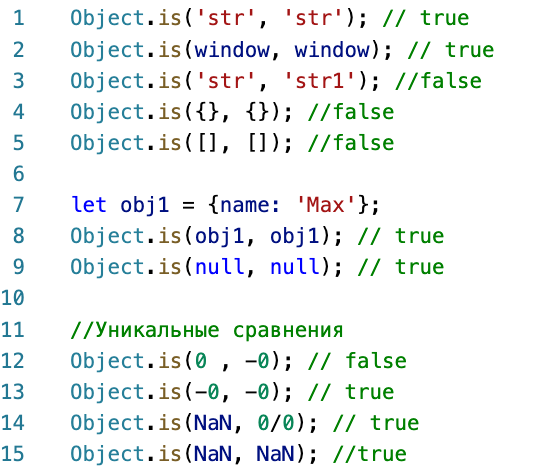 1 Object.is('str', 'str'); // true
2 Object.is(window, window); // true
3 Object.is('str', 'str1'); //false
4 Object.is({}, {}); //false
5 Object.is([], []); //false
6
7 let obj1 = {name: 'Max'};
8 Object.is(obj1, obj1); // true
9 Object.is(null, null); // true
10
11 //Уникальные сравнения
12 Object.is(0 , -0); // false
13 Object.is(-0, -0); // true
14 Object.is(NaN, 0/0); // true
15 Object.is(NaN, NaN); //true